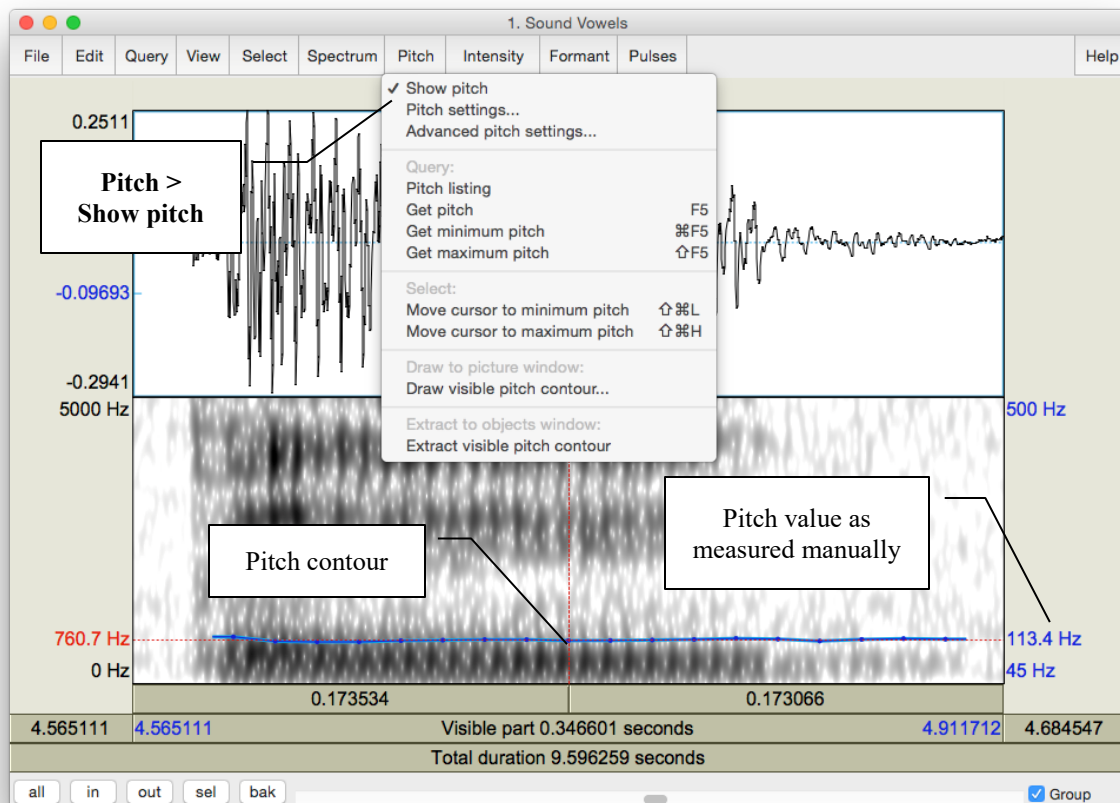 1. Sound Vowels
File Edit Query View Select Spectrum Pitch Intensity Formant Pulses Help
✓ Show pitch
Pitch settings...
Advanced pitch settings...
Query:
Pitch listing
Get pitch F5
Get minimum pitch ⌘F5
Get maximum pitch ⇧F5
Select:
Move cursor to minimum pitch ⇧⌘L
Move cursor to maximum pitch ⇧⌘H
Draw to picture window:
Draw visible pitch contour...
Extract to objects window:
Extract visible pitch contour
0.2511
Pitch >
Show pitch
-0.09693
-0.2941
5000 Hz
500 Hz
Pitch value as
measured manually
Pitch contour
760.7 Hz
113.4 Hz
0 Hz
45 Hz
0.173534 0.173066
4.565111 4.565111 Visible part 0.346601 seconds 4.911712 4.684547
Total duration 9.596259 seconds
all in out sel bak Group